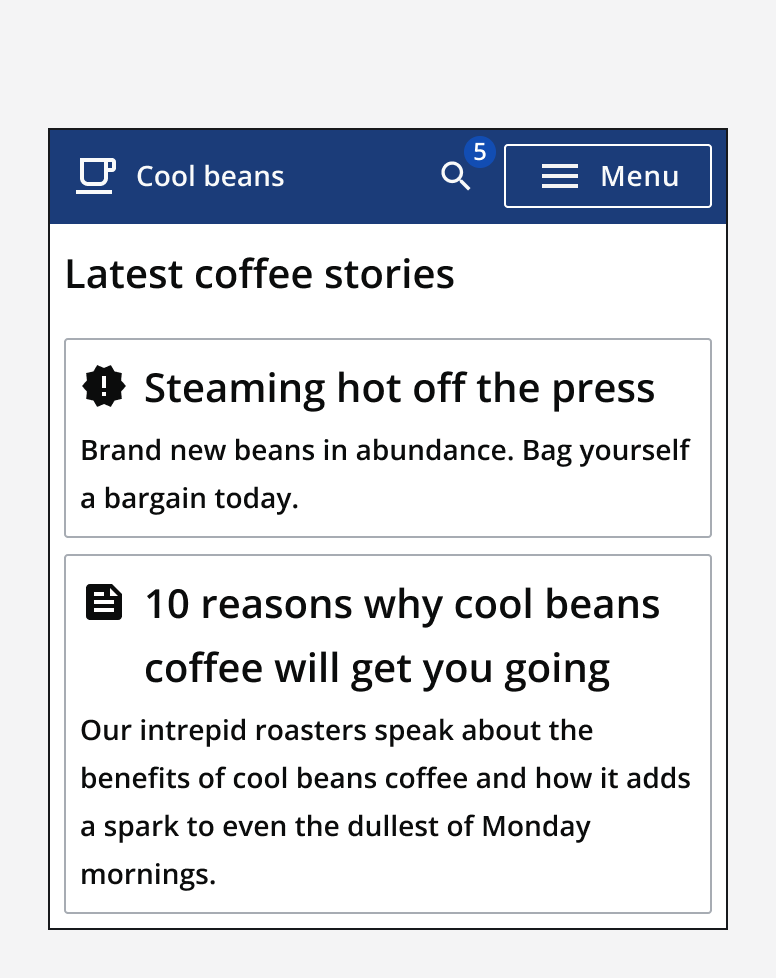 Cool beans
5
Menu
Latest coffee stories
Steaming hot off the press
Brand new beans in abundance. Bag yourself
a bargain today.
10 reasons why cool beans
coffee will get you going
Our intrepid roasters speak about the
benefits of cool beans coffee and how it adds
a spark to even the dullest of Monday
mornings.